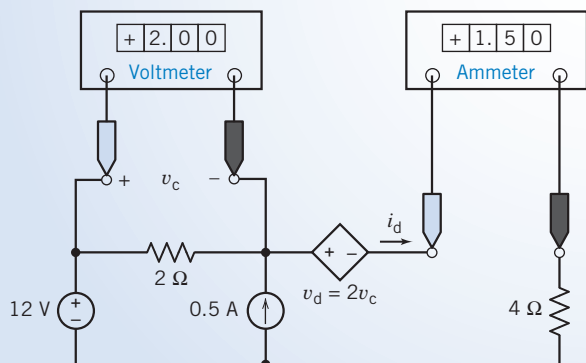 + 2. 0 0
+ 1. 5 0
Voltmeter
Ammeter
+ v_c −
i_d
2 Ω
+ −
12 V + −
0.5 A
v_d = 2v_c
4 Ω